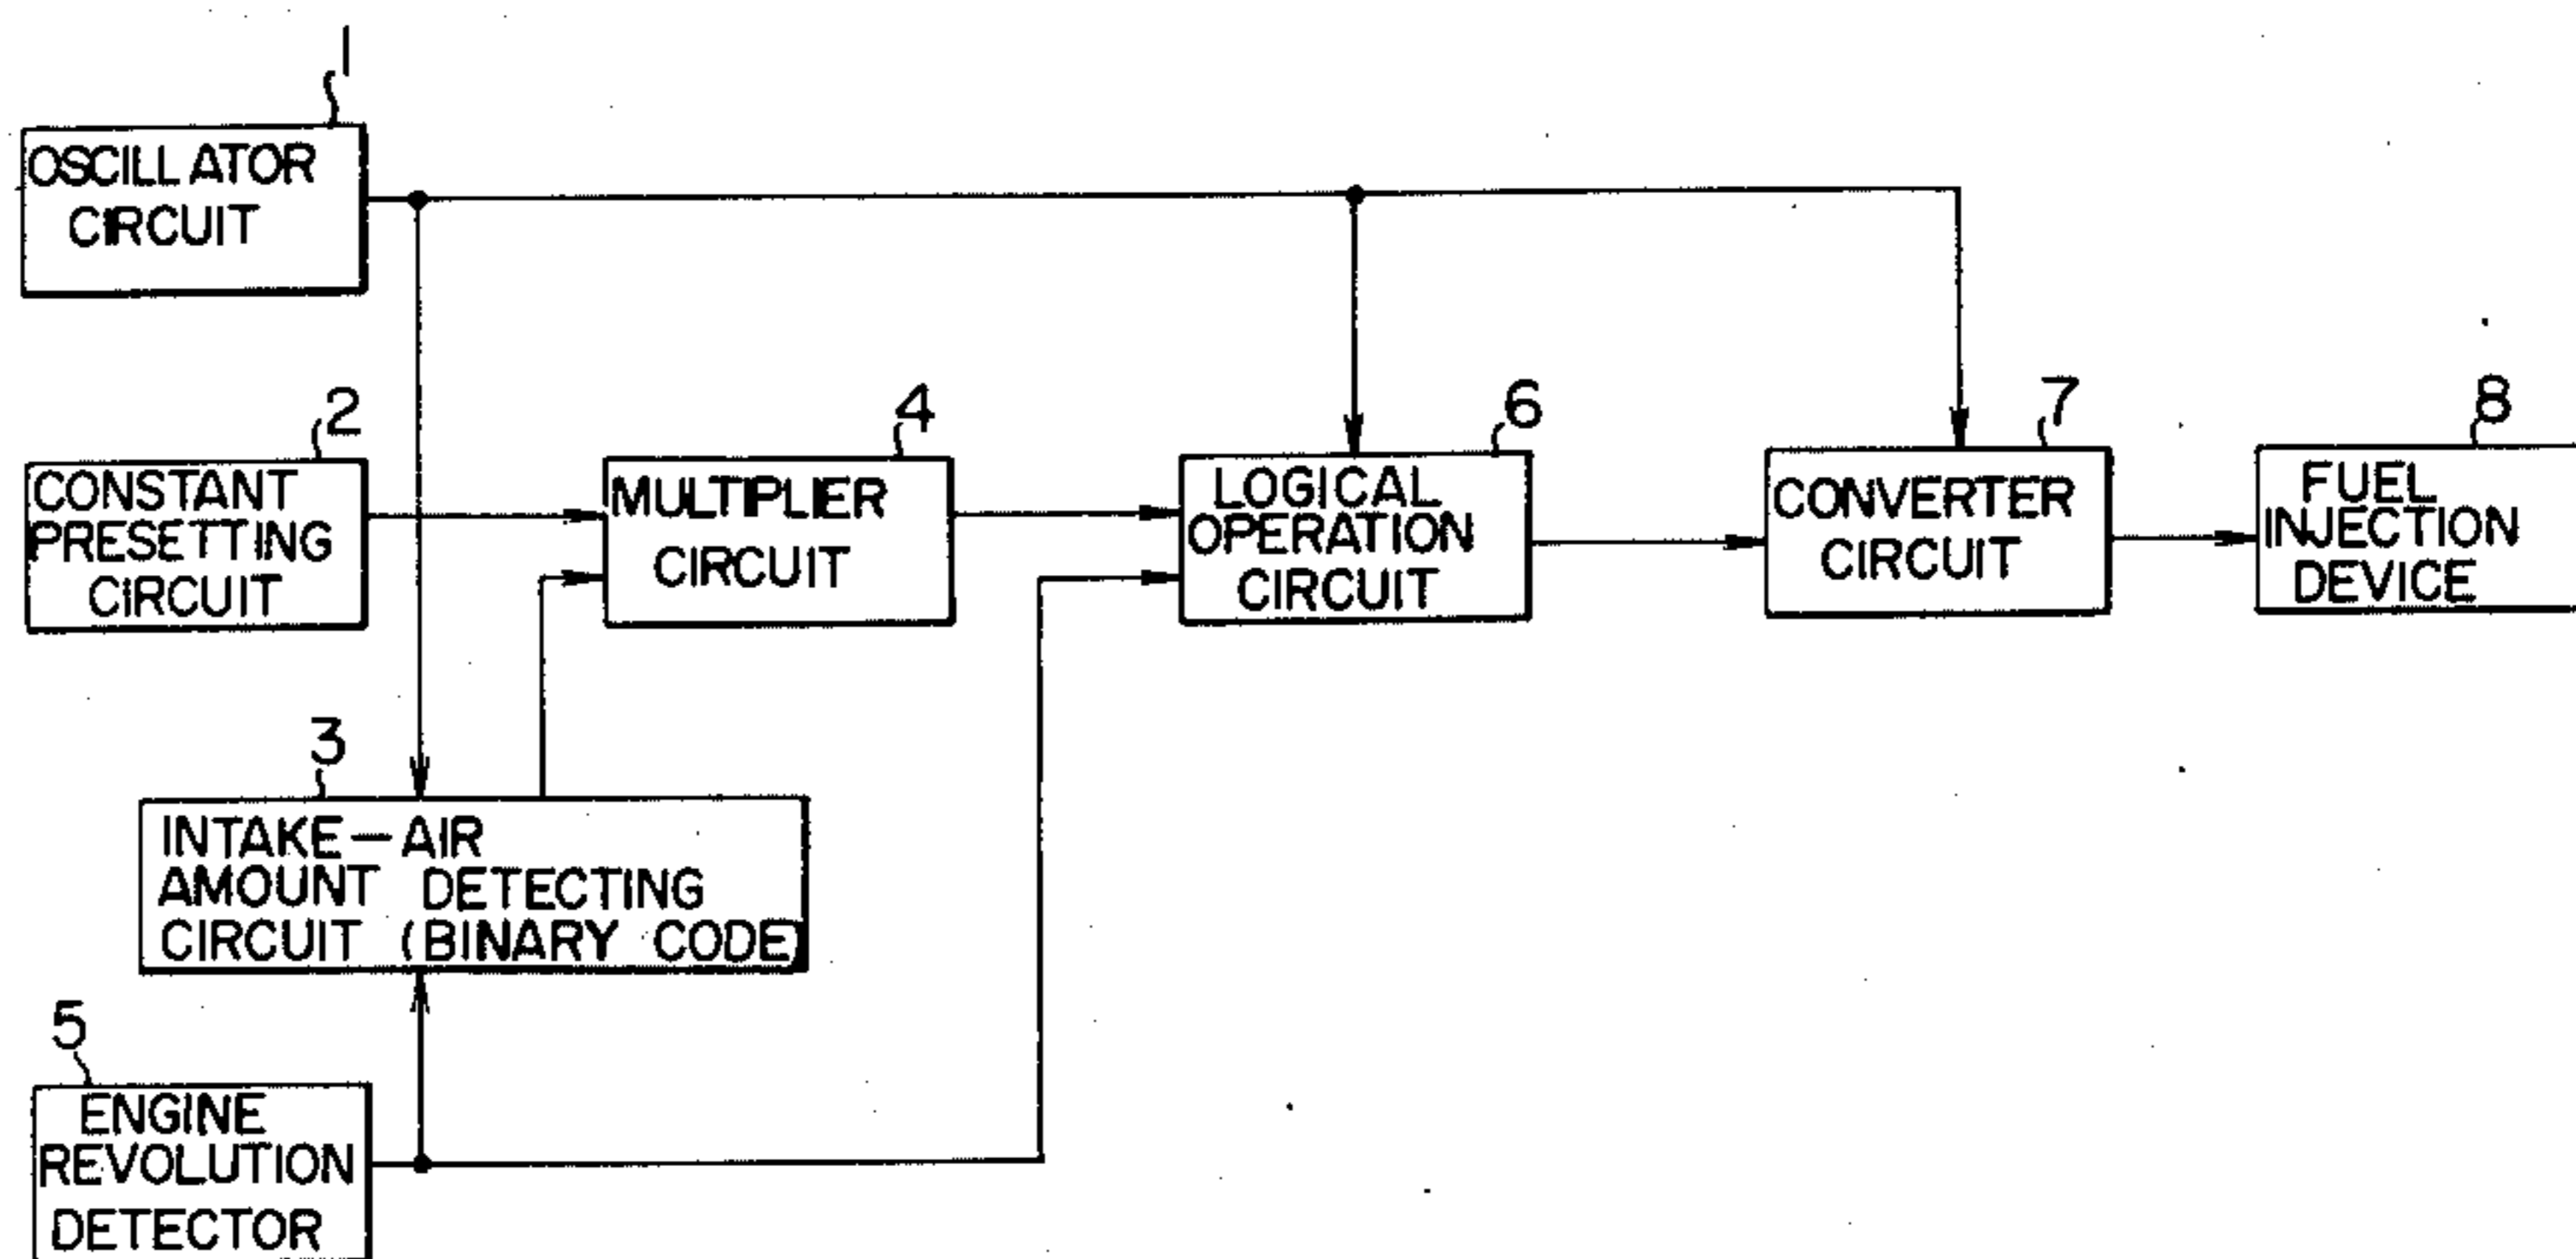 1
OSCILLATOR
CIRCUIT
2
CONSTANT
PRESETTING
CIRCUIT
4
MULTIPLIER
CIRCUIT
6
LOGICAL
OPERATION
CIRCUIT
7
CONVERTER
CIRCUIT
8
FUEL
INJECTION
DEVICE
3
INTAKE-AIR
AMOUNT DETECTING
CIRCUIT (BINARY CODE)
5
ENGINE
REVOLUTION
DETECTOR